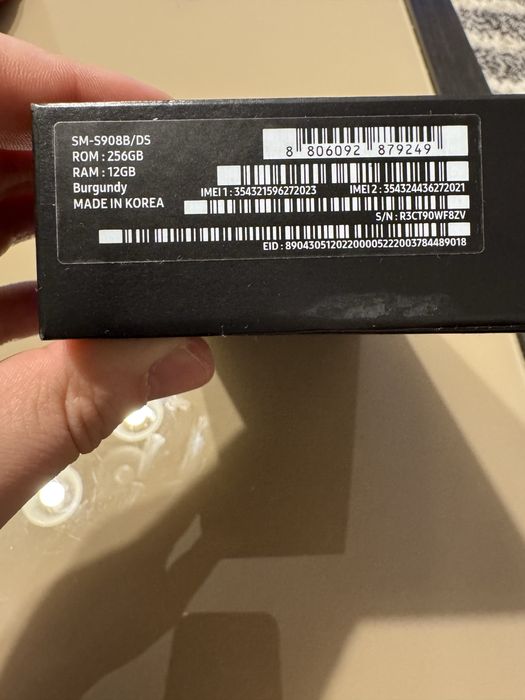 SM-S908B/DS
ROM : 256GB
RAM : 12GB
Burgundy
MADE IN KOREA
8 806092 879249
IMEI 1 : 354321596272023 IMEI 2 : 354324436272021
S/N : R3CT90WF8ZV
EID : 89043051202200005222003784489018